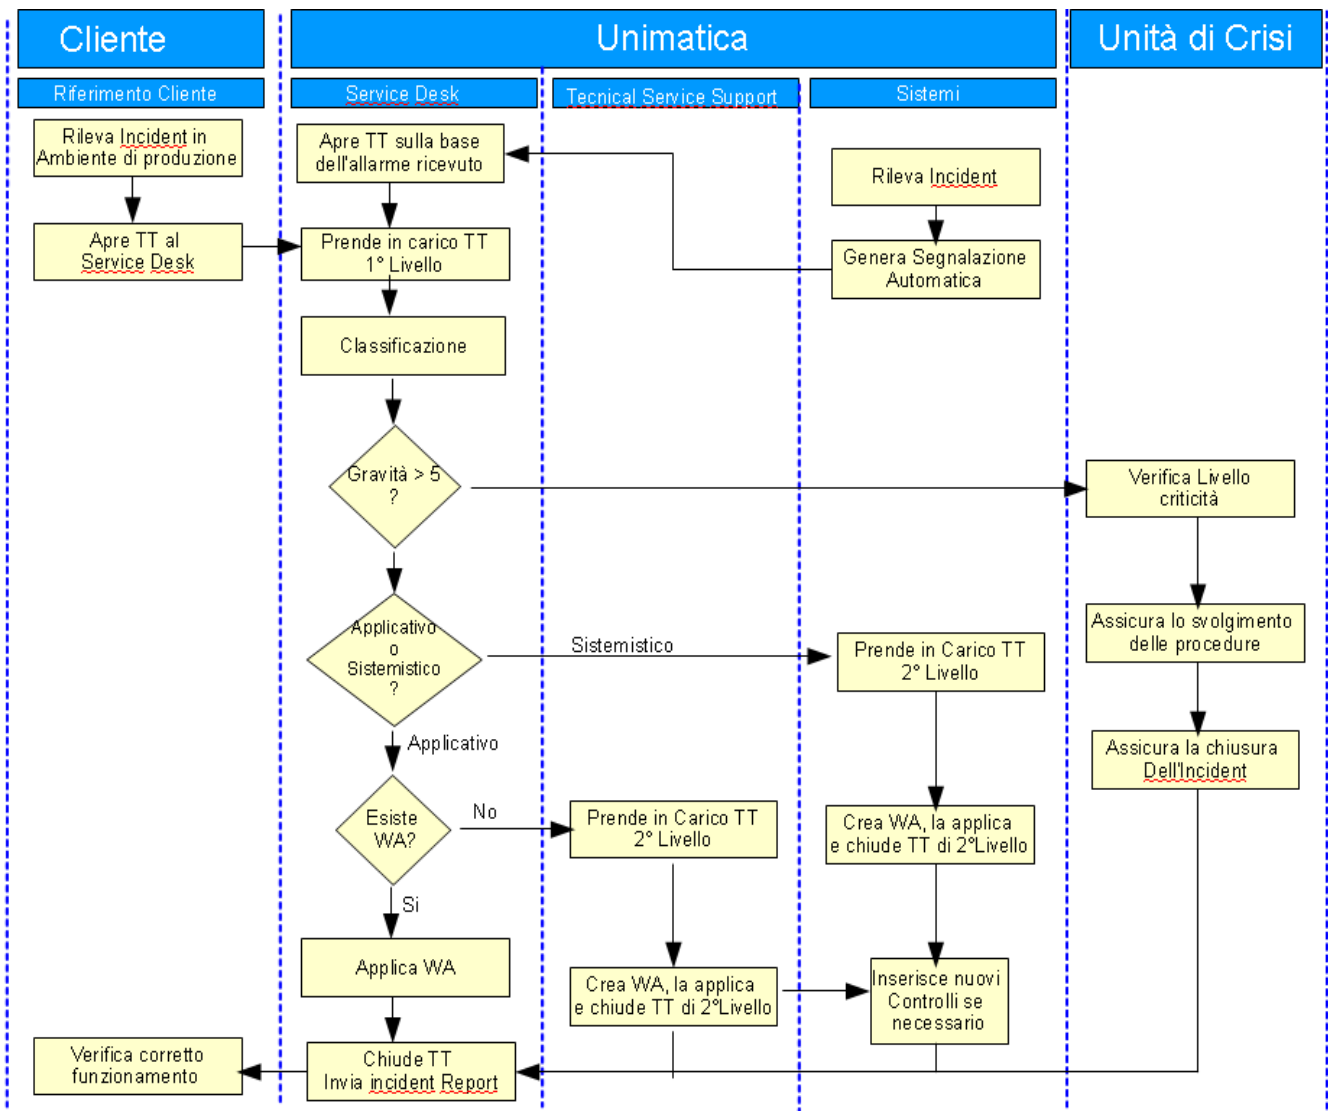 Cliente
Unimatica
Unità di Crisi
Riferimento Cliente
Service Desk
Tecnical Service Support
Sistemi
Rileva Incident in
Ambiente di produzione
Apre TT sulla base
dell'allarme ricevuto
Rileva Incident
Apre TT al
Service Desk
Prende in carico TT
1° Livello
Genera Segnalazione
Automatica
Classificazione
Gravità > 5
?
Verifica Livello
criticità
Applicativo
o
Sistemistico
?
Sistemistico
Prende in Carico TT
2° Livello
Assicura lo svolgimento
delle procedure
Applicativo
Assicura la chiusura
Dell'Incident
Esiste
WA?
No
Prende in Carico TT
2° Livello
Crea WA, la applica
e chiude TT di 2°Livello
Si
Applica WA
Crea WA, la applica
e chiude TT di 2°Livello
Inserisce nuovi
Controlli se
necessario
Verifica corretto
funzionamento
Chiude TT
Invia incident Report